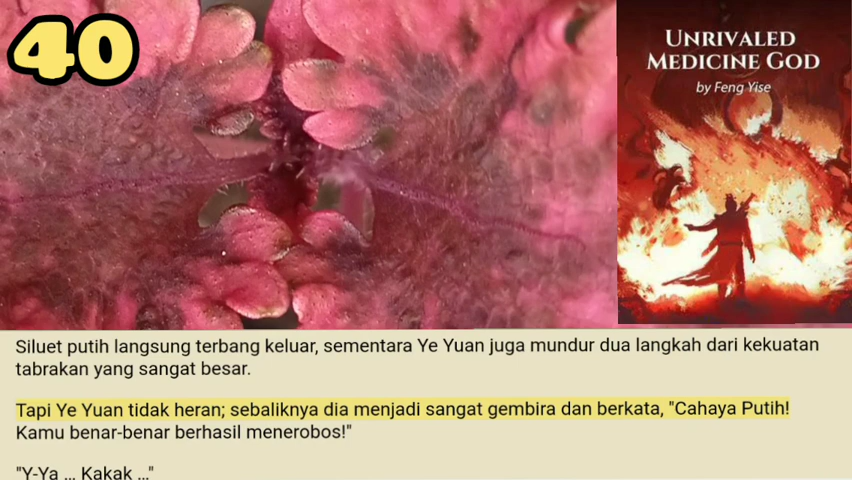 40
UNRIVALED
MEDICINE GOD
by Feng Yise
Siluet putih langsung terbang keluar, sementara Ye Yuan juga mundur dua langkah dari kekuatan
tabrakan yang sangat besar.
Tapi Ye Yuan tidak heran; sebaliknya dia menjadi sangat gembira dan berkata, "Cahaya Putih!
Kamu benar-benar berhasil menerobos!"
"Y-Ya ... Kakak ..."